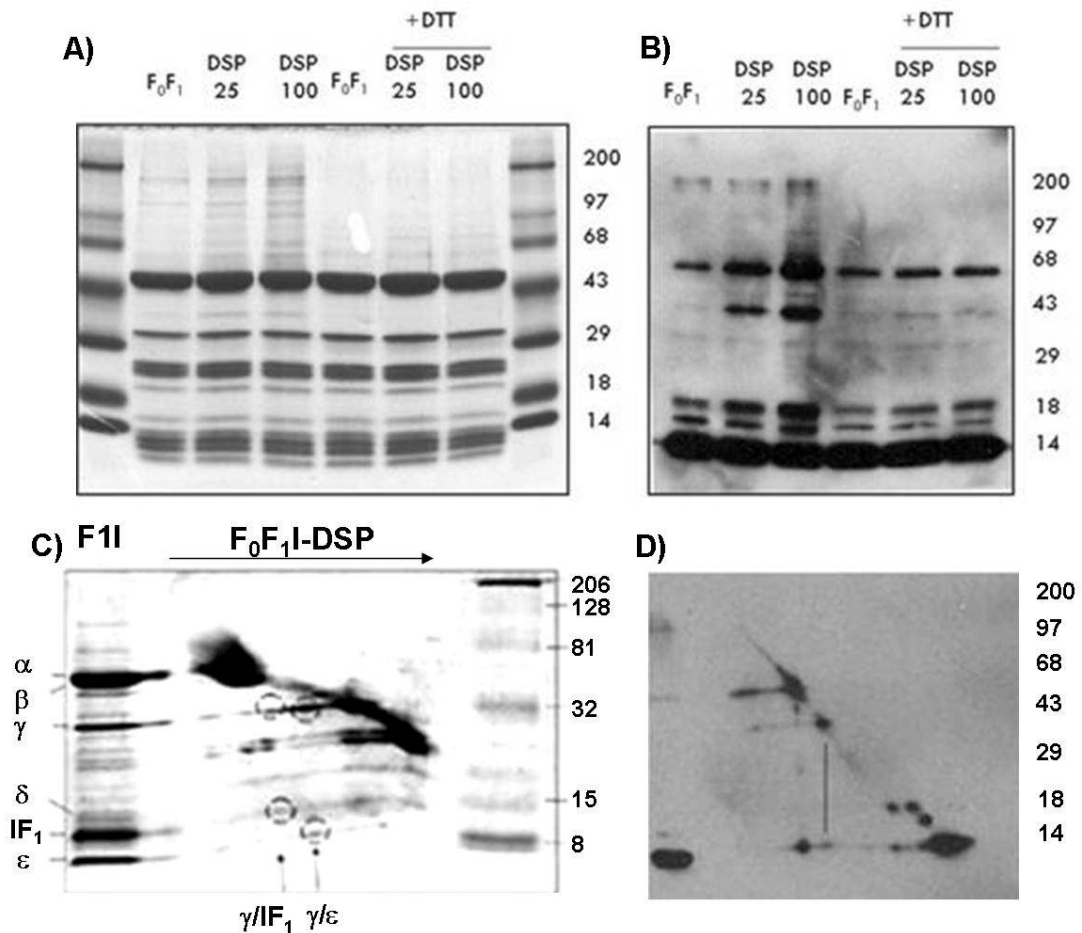 A)
+ DTT
F₀F₁ DSP 25 DSP 100 F₀F₁ DSP 25 DSP 100
200
97
68
43
29
18
14
B)
+ DTT
F₀F₁ DSP 25 DSP 100 F₀F₁ DSP 25 DSP 100
200
97
68
43
29
18
14
C)
F1I F₀F₁I-DSP
α
β
γ
δ
IF₁
ε
206
128
81
32
15
8
γ/IF₁ γ/ε
D)
200
97
68
43
29
18
14